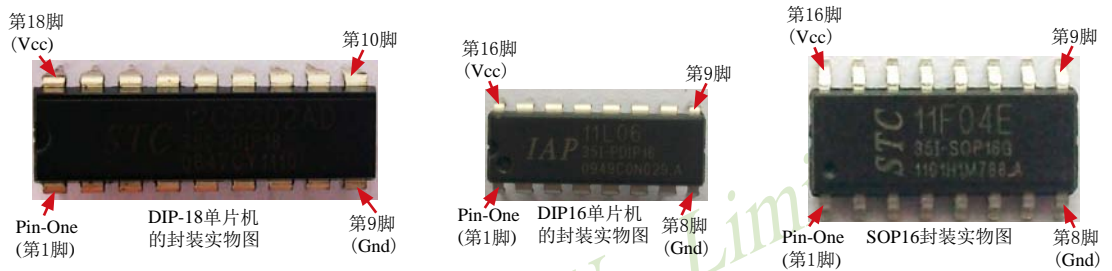 第18脚
(Vcc)
第10脚
STC
Pin-One
(第1脚)
DIP-18单片机
的封装实物图
第9脚
(Gnd)
第16脚
(Vcc)
第9脚
IAP
11L06
35I-PDIP16
0949CON029.A
Pin-One
(第1脚)
DIP16单片机
的封装实物图
第8脚
(Gnd)
第16脚
(Vcc)
第9脚
STC
11F04E
35I-SOP16G
1101H1M788.A
Pin-One
(第1脚)
SOP16封装实物图
第8脚
(Gnd)